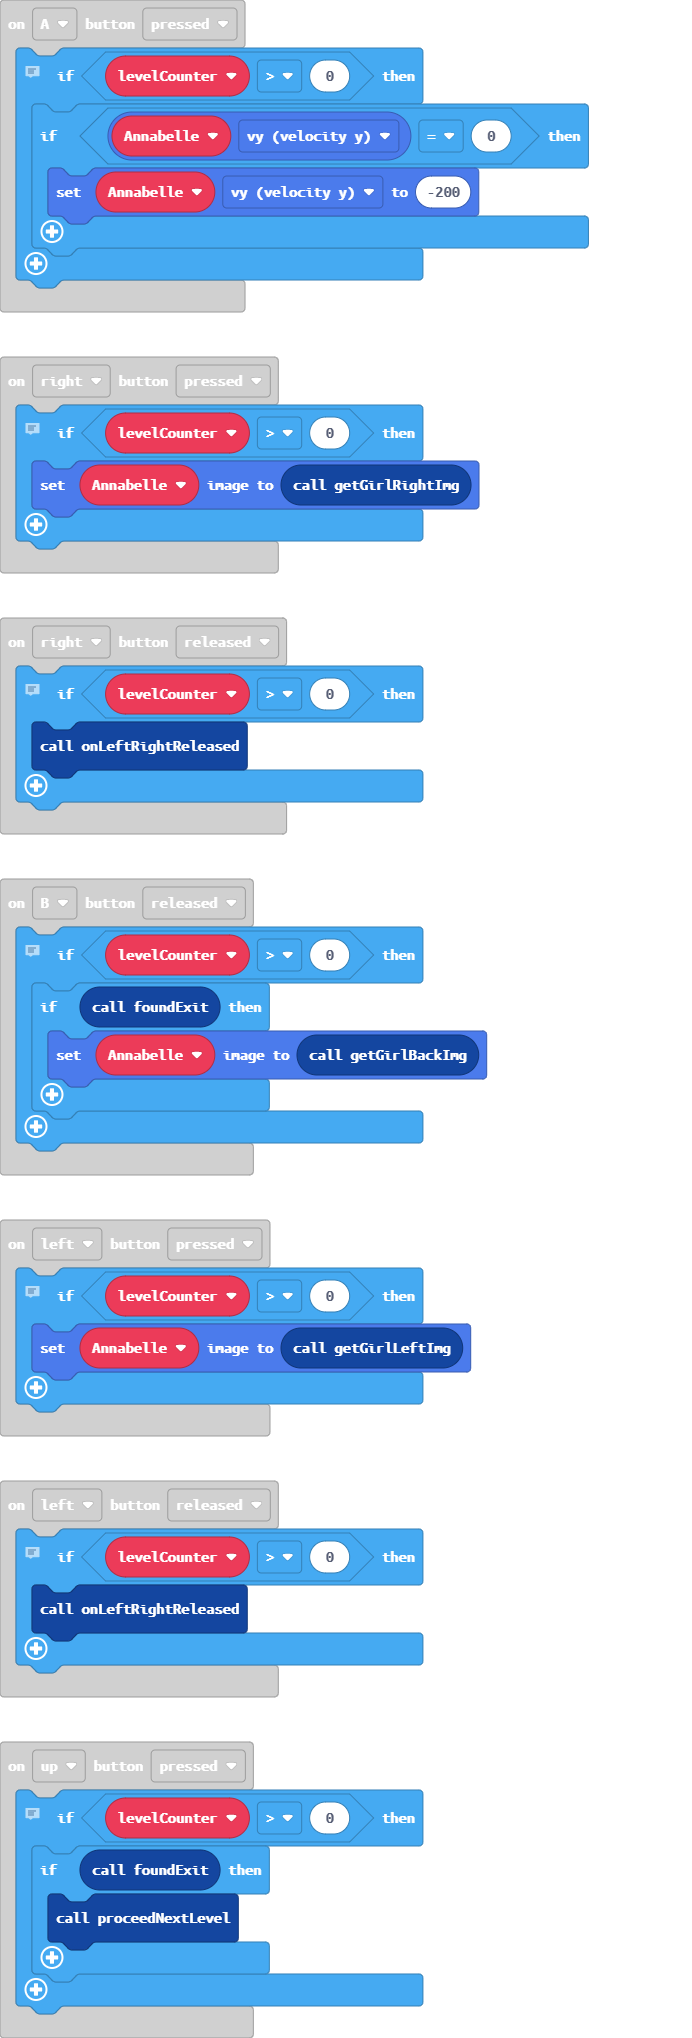 on A button pressed
if levelCounter > 0 then
if Annabelle vy (velocity y) = 0 then
set Annabelle vy (velocity y) to -200
on right button pressed
if levelCounter > 0 then
set Annabelle image to call getGirlRightImg
on right button released
if levelCounter > 0 then
call onLeftRightReleased
on B button released
if levelCounter > 0 then
if call foundExit then
set Annabelle image to call getGirlBackImg
on left button pressed
if levelCounter > 0 then
set Annabelle image to call getGirlLeftImg
on left button released
if levelCounter > 0 then
call onLeftRightReleased
on up button pressed
if levelCounter > 0 then
if call foundExit then
call proceedNextLevel